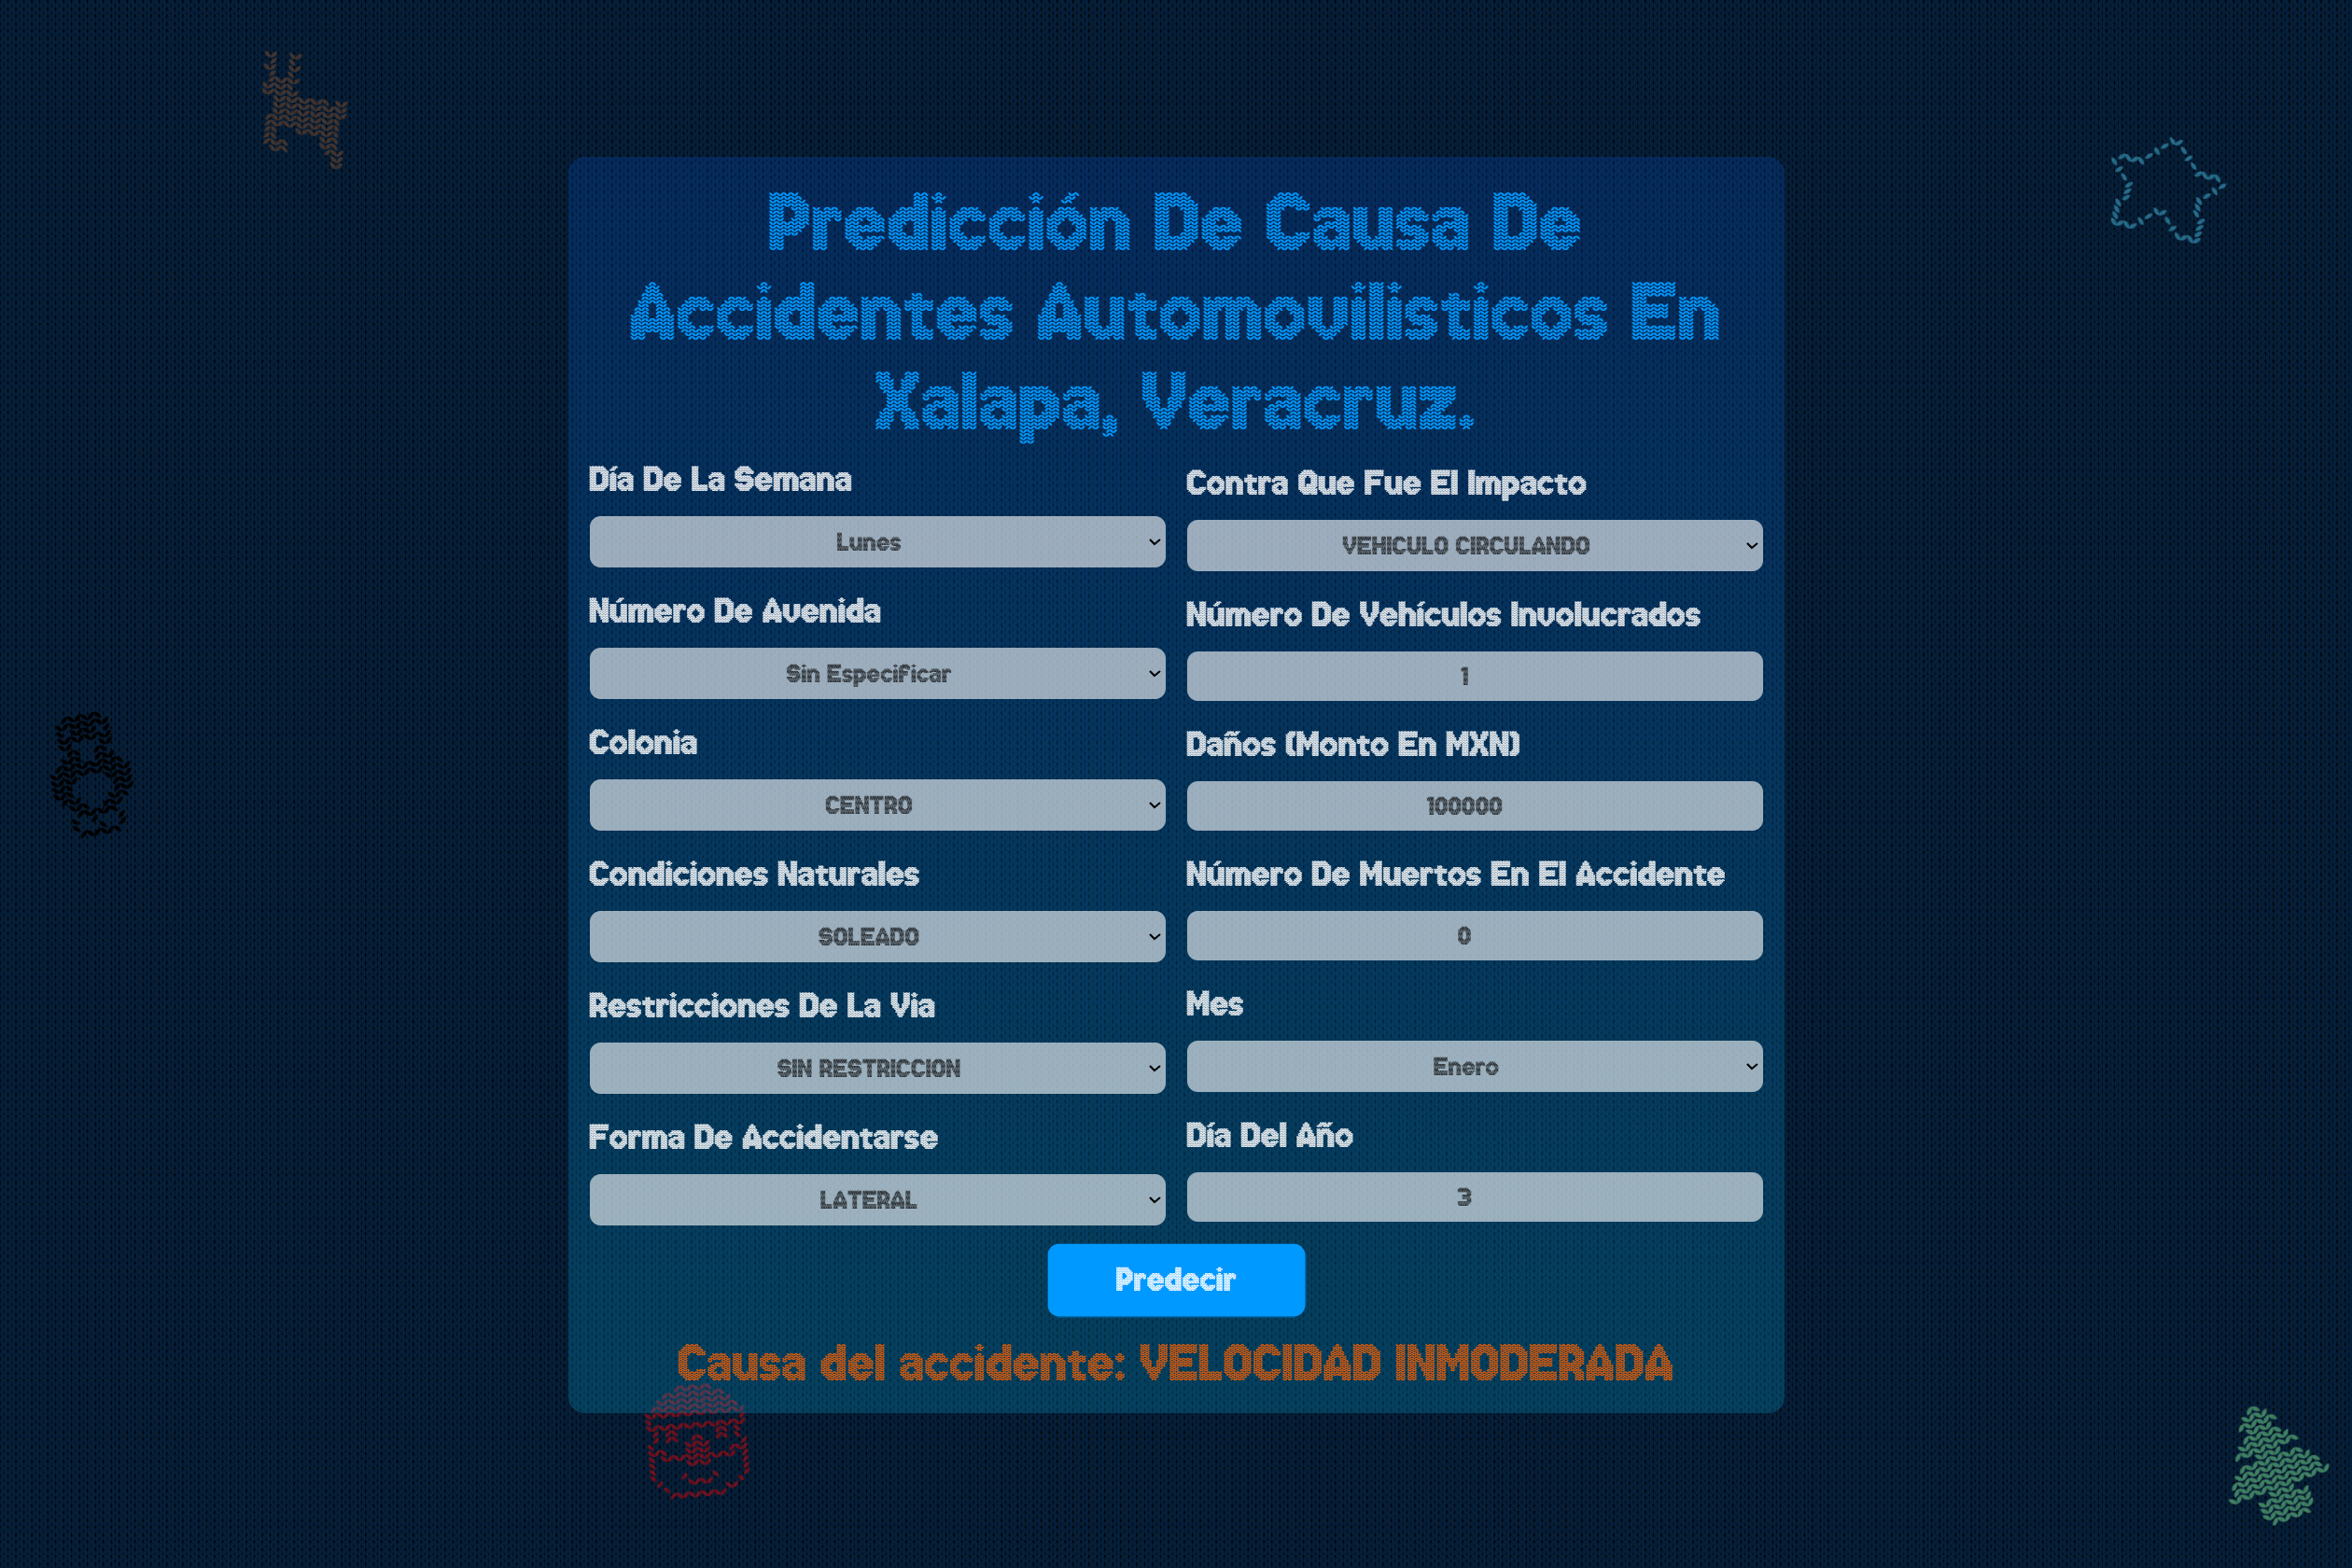 Predicción De Causa De
Accidentes Automovilisticos En
Xalapa, Veracruz.
Día De La Semana
Lunes
Número De Avenida
Sin Especificar
Colonia
CENTRO
Condiciones Naturales
SOLEADO
Restricciones De La Via
SIN RESTRICCION
Forma De Accidentarse
LATERAL
Contra Que Fue El Impacto
VEHICULO CIRCULANDO
Número De Vehículos Involucrados
1
Daños (Monto En MXN)
100000
Número De Muertos En El Accidente
0
Mes
Enero
Día Del Año
3
Predecir
Causa del accidente: VELOCIDAD INMODERADA